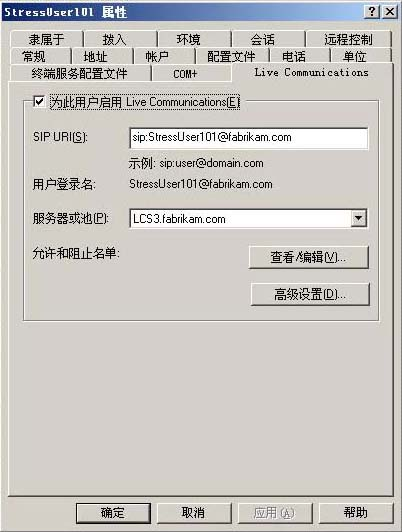 StressUser101 属性
隶属于 拨入 环境 会话 远程控制
常规 地址 帐户 配置文件 电话 单位
终端服务配置文件 COM+ Live Communications
为此用户启用 Live Communications(E)
SIP URI(S): sip:StressUser101@fabrikam.com
示例: sip:user@domain.com
用户登录名: StressUser101@fabrikam.com
服务器或池(P): LCS3.fabrikam.com
允许和阻止名单: 查看/编辑(V)...
高级设置(D)...
确定 取消 应用(A) 帮助